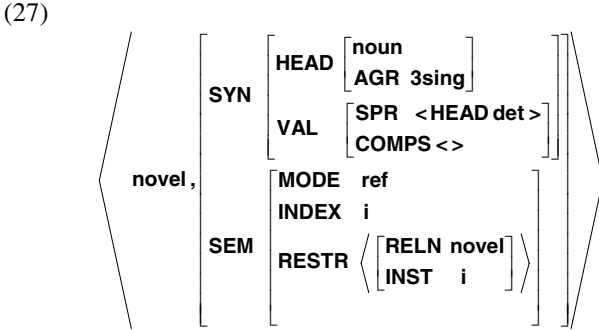 (27)
novel ,
SYN
HEAD
noun
AGR 3sing
VAL
SPR < HEAD det >
COMPS < >
SEM
MODE ref
INDEX i
RESTR
RELN novel
INST i